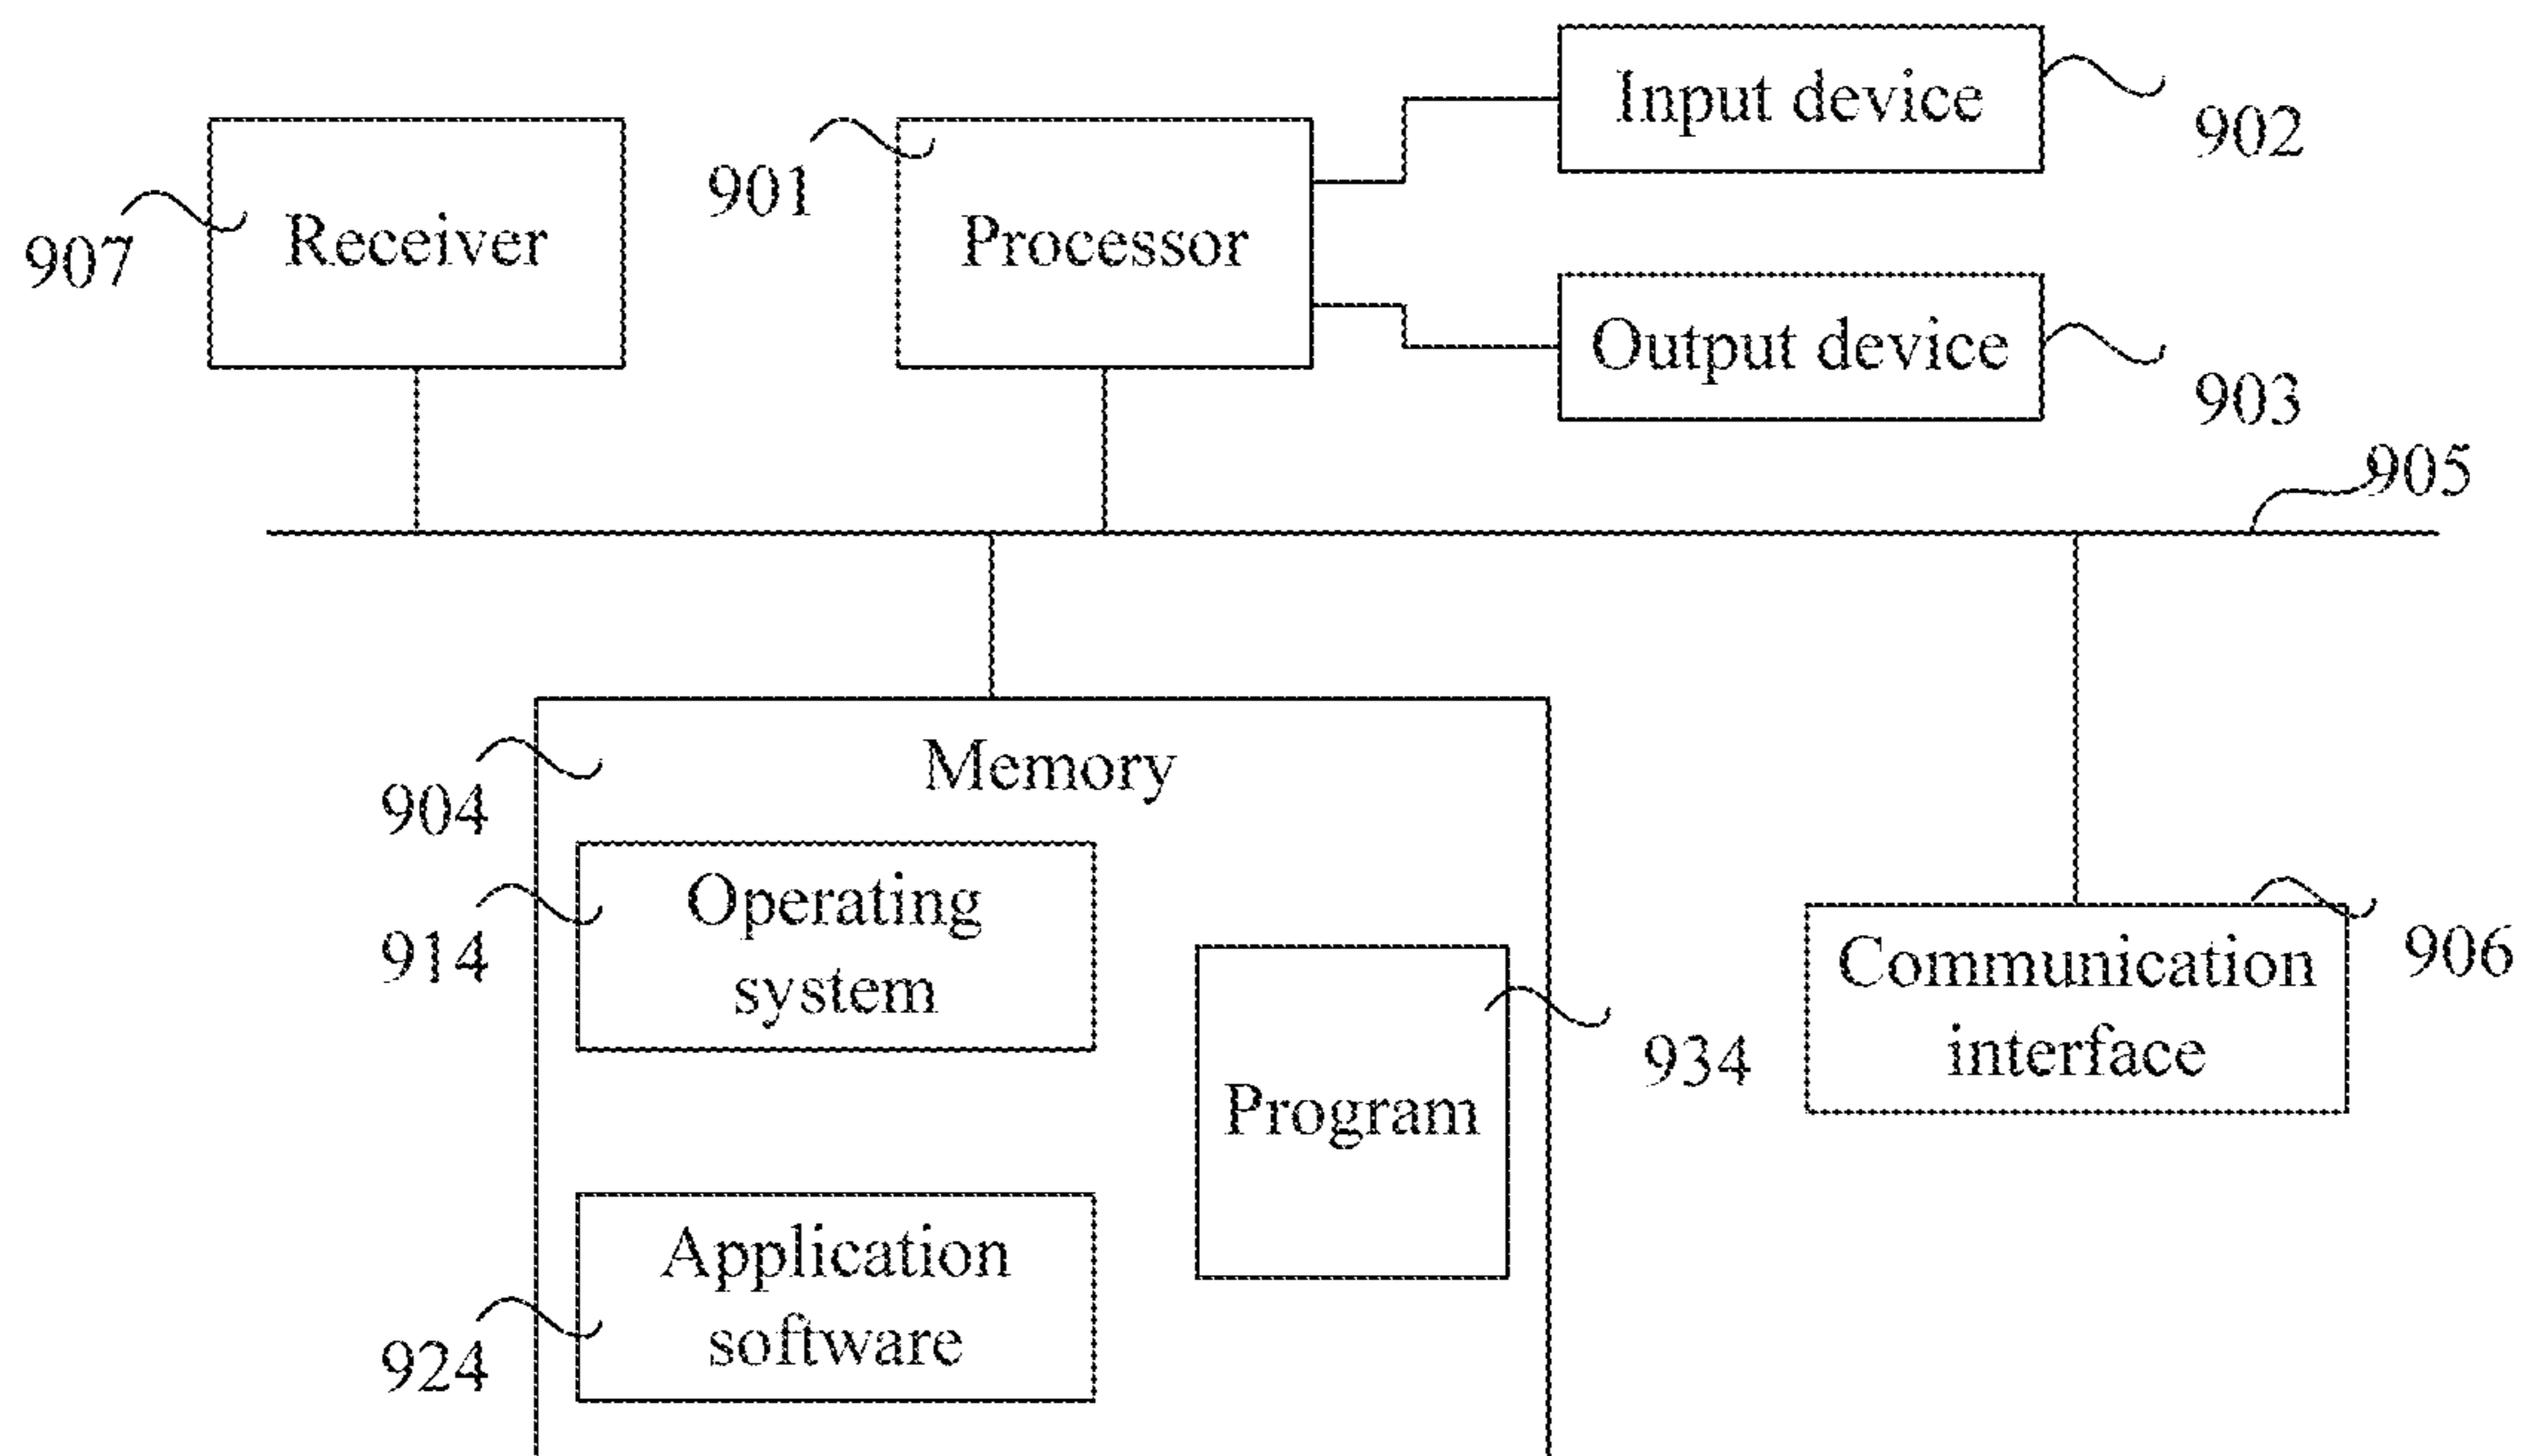 Input device
902
901
Processor
907
Receiver
Output device
903
905
Memory
904
Operating
system
914
Communication
interface
906
Program
934
Application
software
924